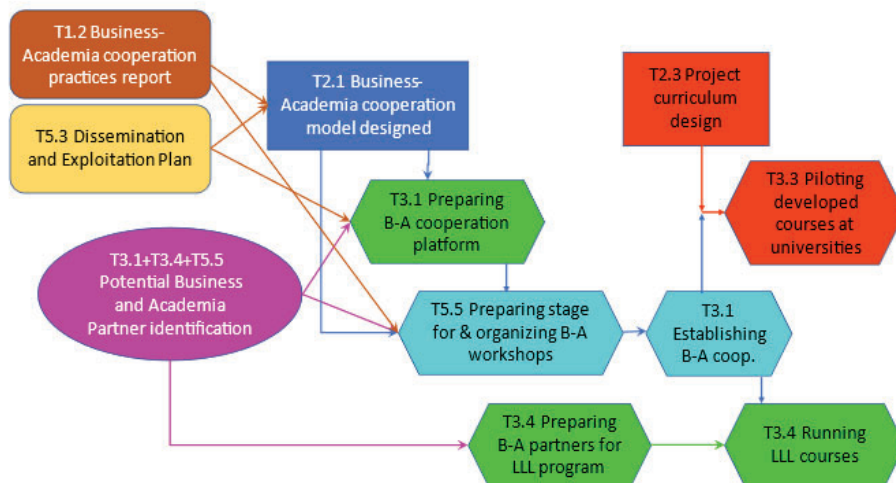 T1.2 Business-
Academia cooperation
practices report
T2.1 Business-
Academia cooperation
model designed
T2.3 Project
curriculum
design
T5.3 Dissemination
and Exploitation Plan
T3.1 Preparing
B-A cooperation
platform
T3.3 Piloting
developed
courses at
universities
T3.1+T3.4+T5.5
Potential Business
and Academia
Partner identification
T5.5 Preparing stage
for & organizing B-A
workshops
T3.1
Establishing
B-A coop.
T3.4 Preparing
B-A partners for
LLL program
T3.4 Running
LLL courses